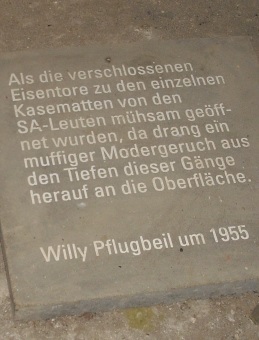 Als die verschlossenen
Eisentore zu den einzelnen
Kasematten von den
SA-Leuten mühsam geöff-
net wurden, da drang ein
muffiger Modergeruch aus
den Tiefen dieser Gänge
herauf an die Oberfläche.
Willy Pflugbeil um 1955